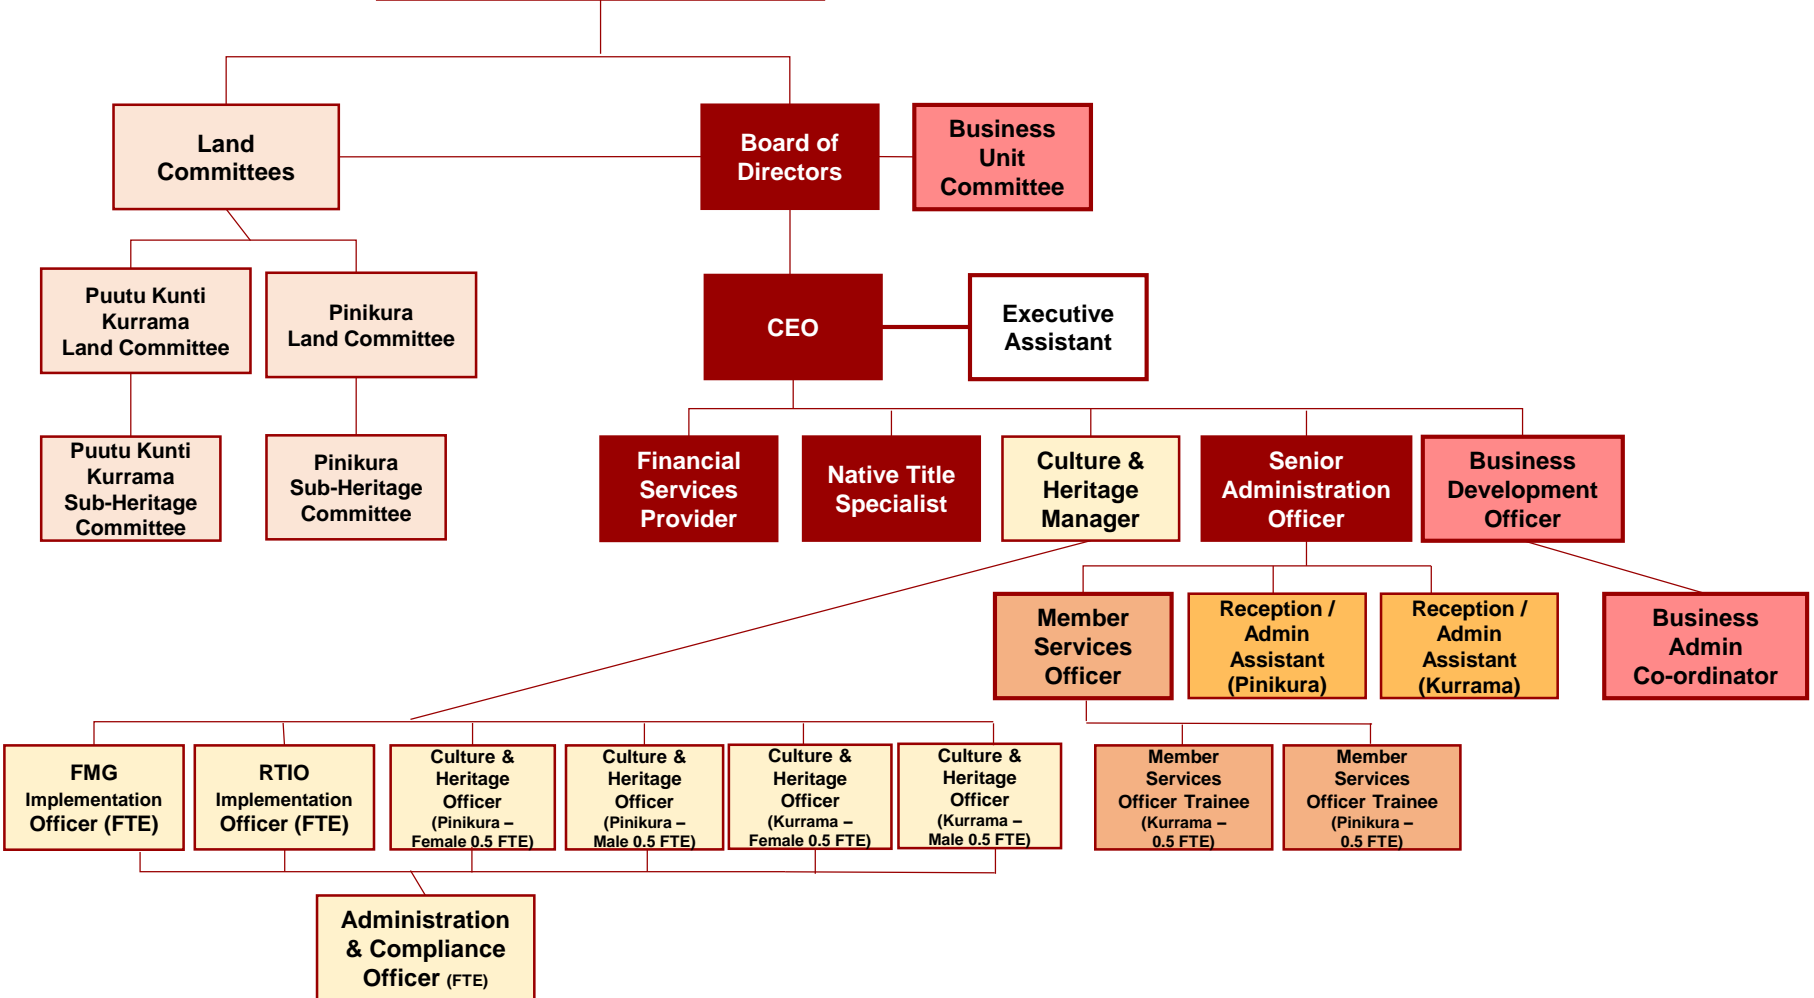 Land
Committees
Board of
Directors
Business
Unit
Committee
Puutu Kunti
Kurrama
Land Committee
Pinikura
Land Committee
CEO
Executive
Assistant
Puutu Kunti
Kurrama
Sub-Heritage
Committee
Pinikura
Sub-Heritage
Committee
Financial
Services
Provider
Native Title
Specialist
Culture &
Heritage
Manager
Senior
Administration
Officer
Business
Development
Officer
Member
Services
Officer
Reception /
Admin
Assistant
(Pinikura)
Reception /
Admin
Assistant
(Kurrama)
Business
Admin
Co-ordinator
FMG
Implementation
Officer (FTE)
RTIO
Implementation
Officer (FTE)
Culture &
Heritage
Officer
(Pinikura –
Female 0.5 FTE)
Culture &
Heritage
Officer
(Pinikura –
Male 0.5 FTE)
Culture &
Heritage
Officer
(Kurrama –
Female 0.5 FTE)
Culture &
Heritage
Officer
(Kurrama –
Male 0.5 FTE)
Member
Services
Officer Trainee
(Kurrama –
0.5 FTE)
Member
Services
Officer Trainee
(Pinikura –
0.5 FTE)
Administration
& Compliance
Officer (FTE)